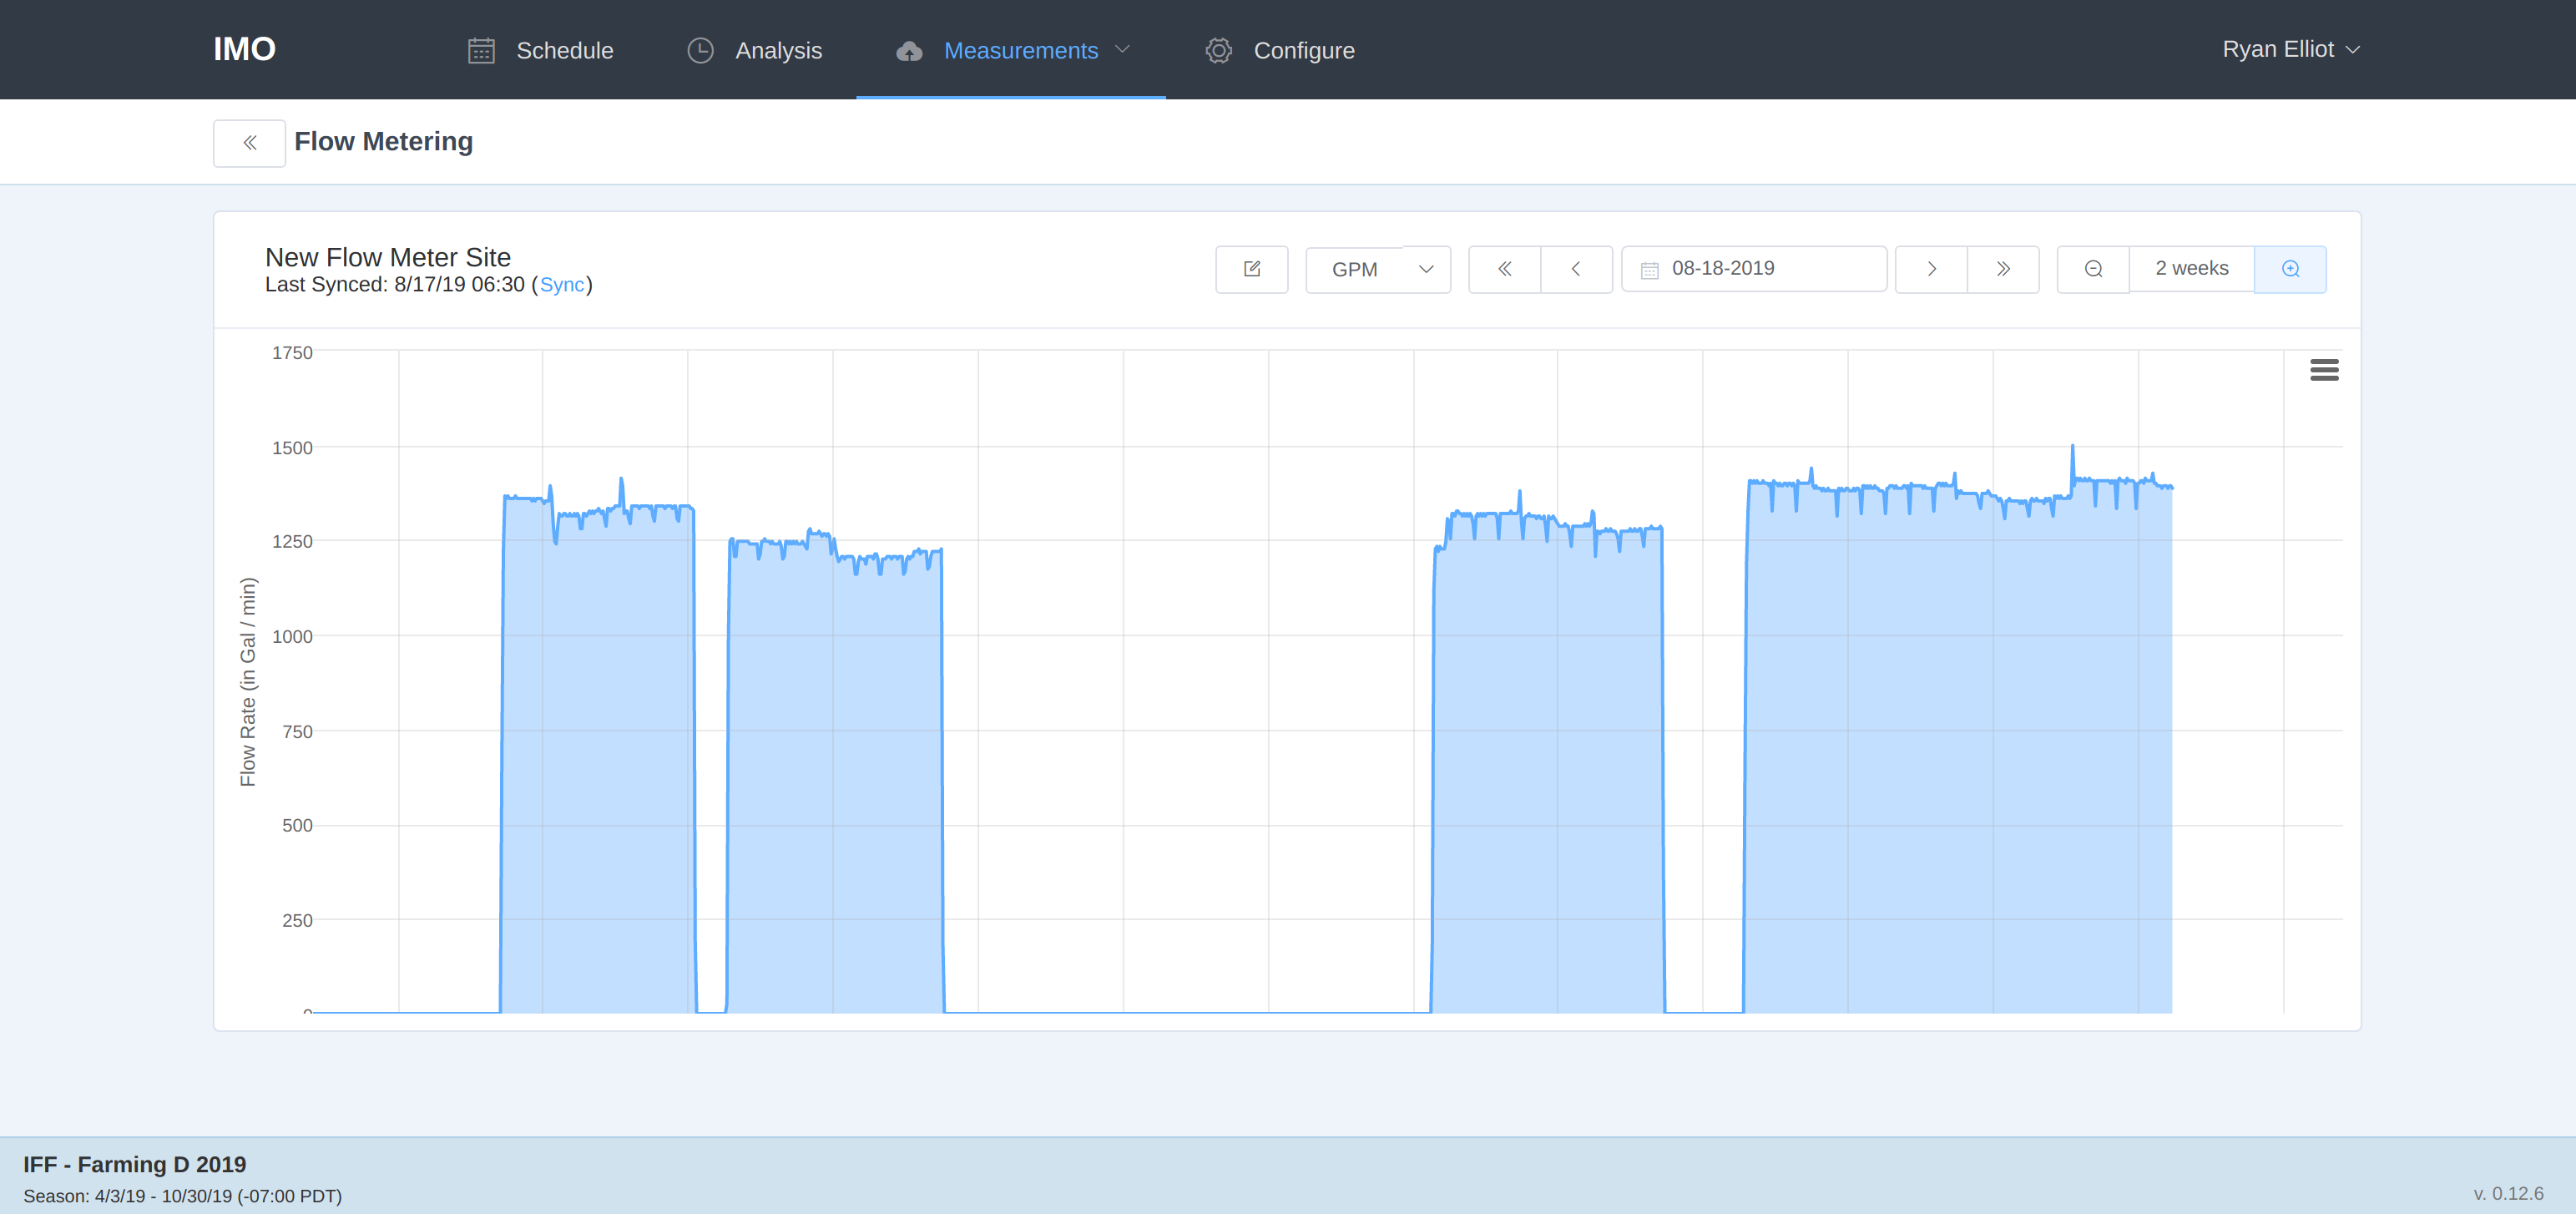 IMO
Schedule
Analysis
Measurements
Configure
Ryan Elliot
Flow Metering
New Flow Meter Site
Last Synced: 8/17/19 06:30 (Sync)
GPM
08-18-2019
2 weeks
1750
1500
1250
1000
750
500
250
0
Flow Rate (in Gal / min)
IFF - Farming D 2019
Season: 4/3/19 - 10/30/19 (-07:00 PDT)
v. 0.12.6